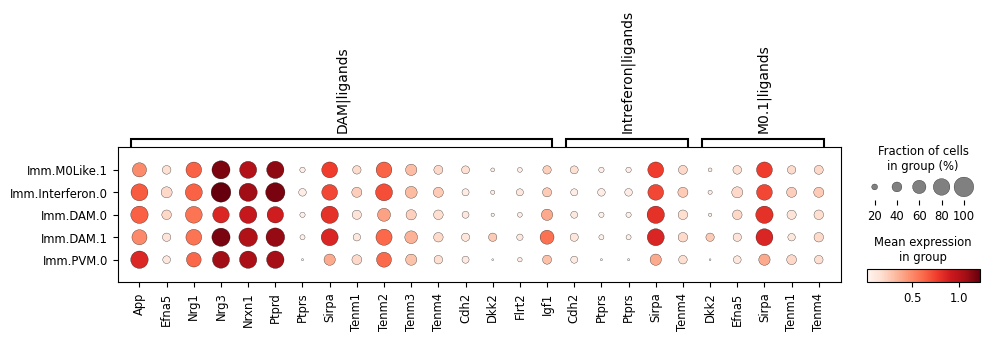 DAM|ligands
Intreferon|ligands
M0.1|ligands
Imm.M0Like.1
Imm.Interferon.0
Imm.DAM.0
Imm.DAM.1
Imm.PVM.0
App
Efna5
Nrg1
Nrg3
Nrxn1
Ptprd
Ptprs
Sirpa
Tenm1
Tenm2
Tenm3
Tenm4
Cdh2
Dkk2
Flrt2
Igf1
Cdh2
Ptprs
Ptprs
Sirpa
Tenm4
Dkk2
Efna5
Sirpa
Tenm1
Tenm4
Fraction of cells
in group (%)
20 40 60 80 100
Mean expression
in group
0.5 1.0